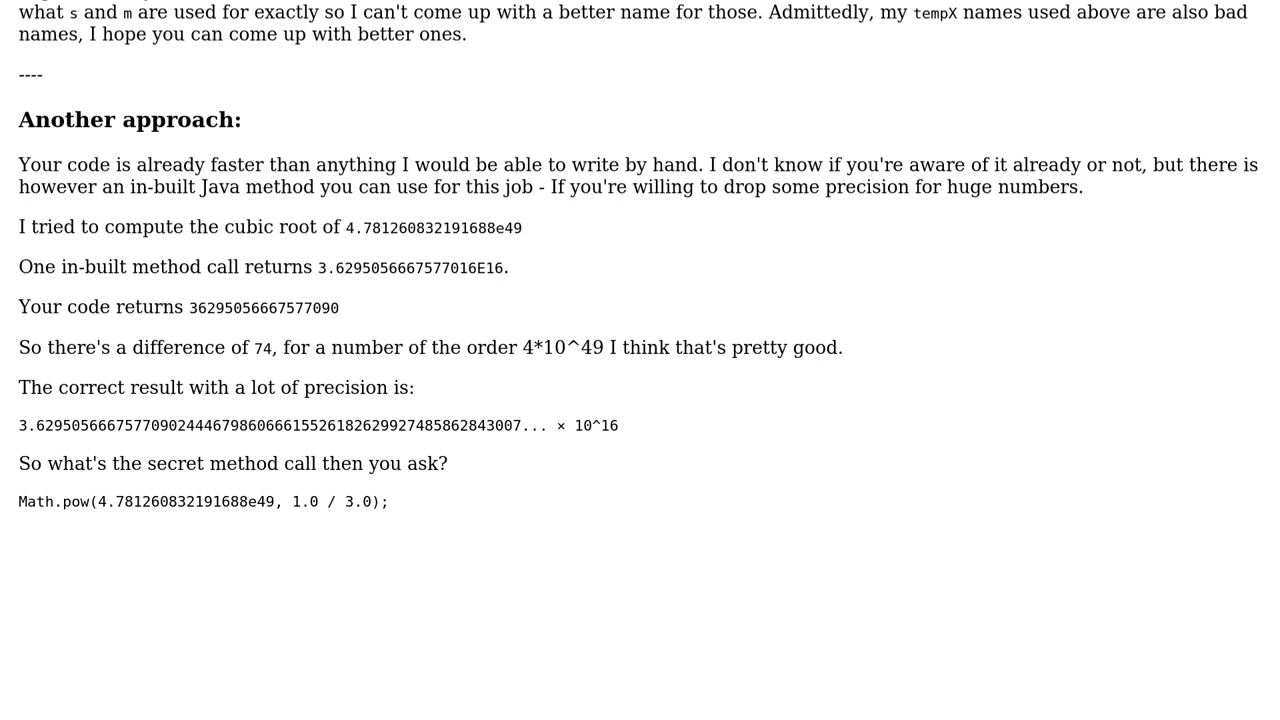 what s and m are used for exactly so I can't come up with a better name for those. Admittedly, my tempX names used above are also bad
names, I hope you can come up with better ones.
----
Another approach:
Your code is already faster than anything I would be able to write by hand. I don't know if you're aware of it already or not, but there is
however an in-built Java method you can use for this job - If you're willing to drop some precision for huge numbers.
I tried to compute the cubic root of 4.781260832191688e49
One in-built method call returns 3.6295056667577016E16.
Your code returns 36295056667577090
So there's a difference of 74, for a number of the order 4*10^49 I think that's pretty good.
The correct result with a lot of precision is:
3.6295056667577090244467986066615526182629927485862843007... × 10^16
So what's the secret method call then you ask?
Math.pow(4.781260832191688e49, 1.0 / 3.0);